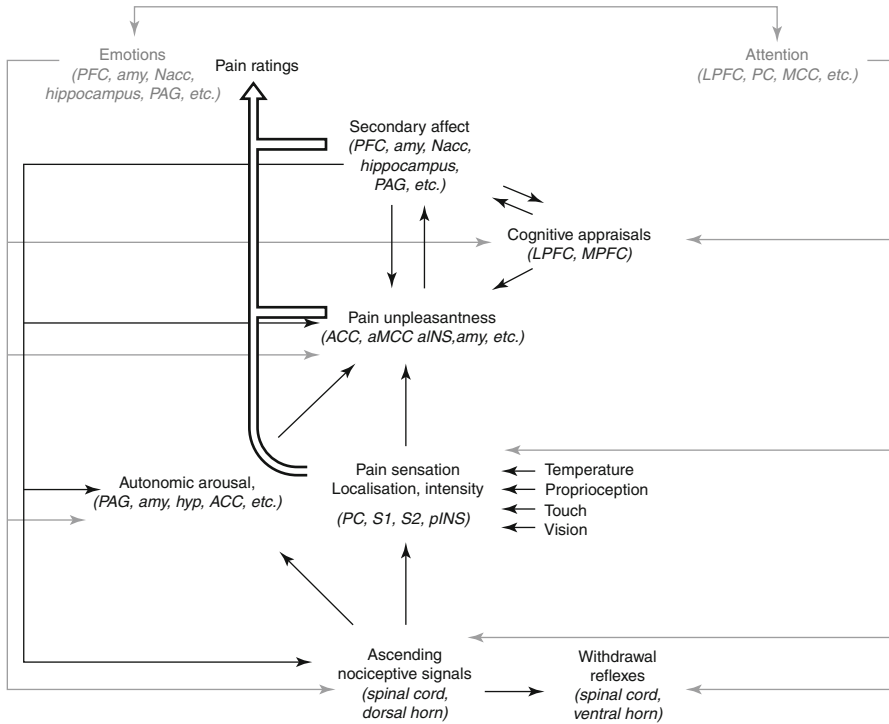 Emotions
(PFC, amy, Nacc,
hippocampus, PAG, etc.)
Pain ratings
Attention
(LPFC, PC, MCC, etc.)
Secondary affect
(PFC, amy, Nacc,
hippocampus,
PAG, etc.)
Cognitive appraisals
(LPFC, MPFC)
Pain unpleasantness
(ACC, aMCC aINS,amy, etc.)
Autonomic arousal,
(PAG, amy, hyp, ACC, etc.)
Pain sensation
Localisation, intensity
(PC, S1, S2, pINS)
Temperature
Proprioception
Touch
Vision
Ascending
nociceptive signals
(spinal cord,
dorsal horn)
Withdrawal
reflexes
(spinal cord,
ventral horn)